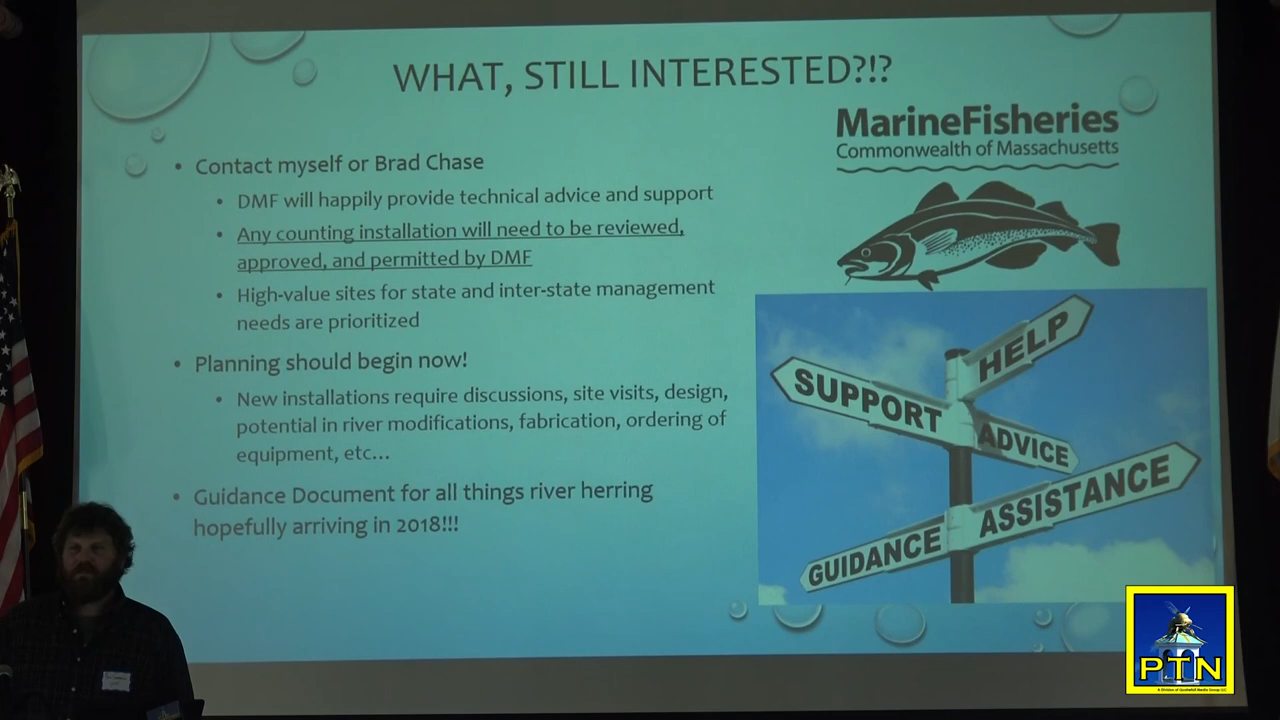 WHAT, STILL INTERESTED?!?
MarineFisheries
Commonwealth of Massachusetts
• Contact myself or Brad Chase
• DMF will happily provide technical advice and support
• Any counting installation will need to be reviewed,
approved, and permitted by DMF
• High-value sites for state and inter-state management
needs are prioritized
• Planning should begin now!
• New installations require discussions, site visits, design,
potential in river modifications, fabrication, ordering of
equipment, etc...
• Guidance Document for all things river herring
hopefully arriving in 2018!!!
HELP
SUPPORT
ADVICE
ASSISTANCE
GUIDANCE
PTN